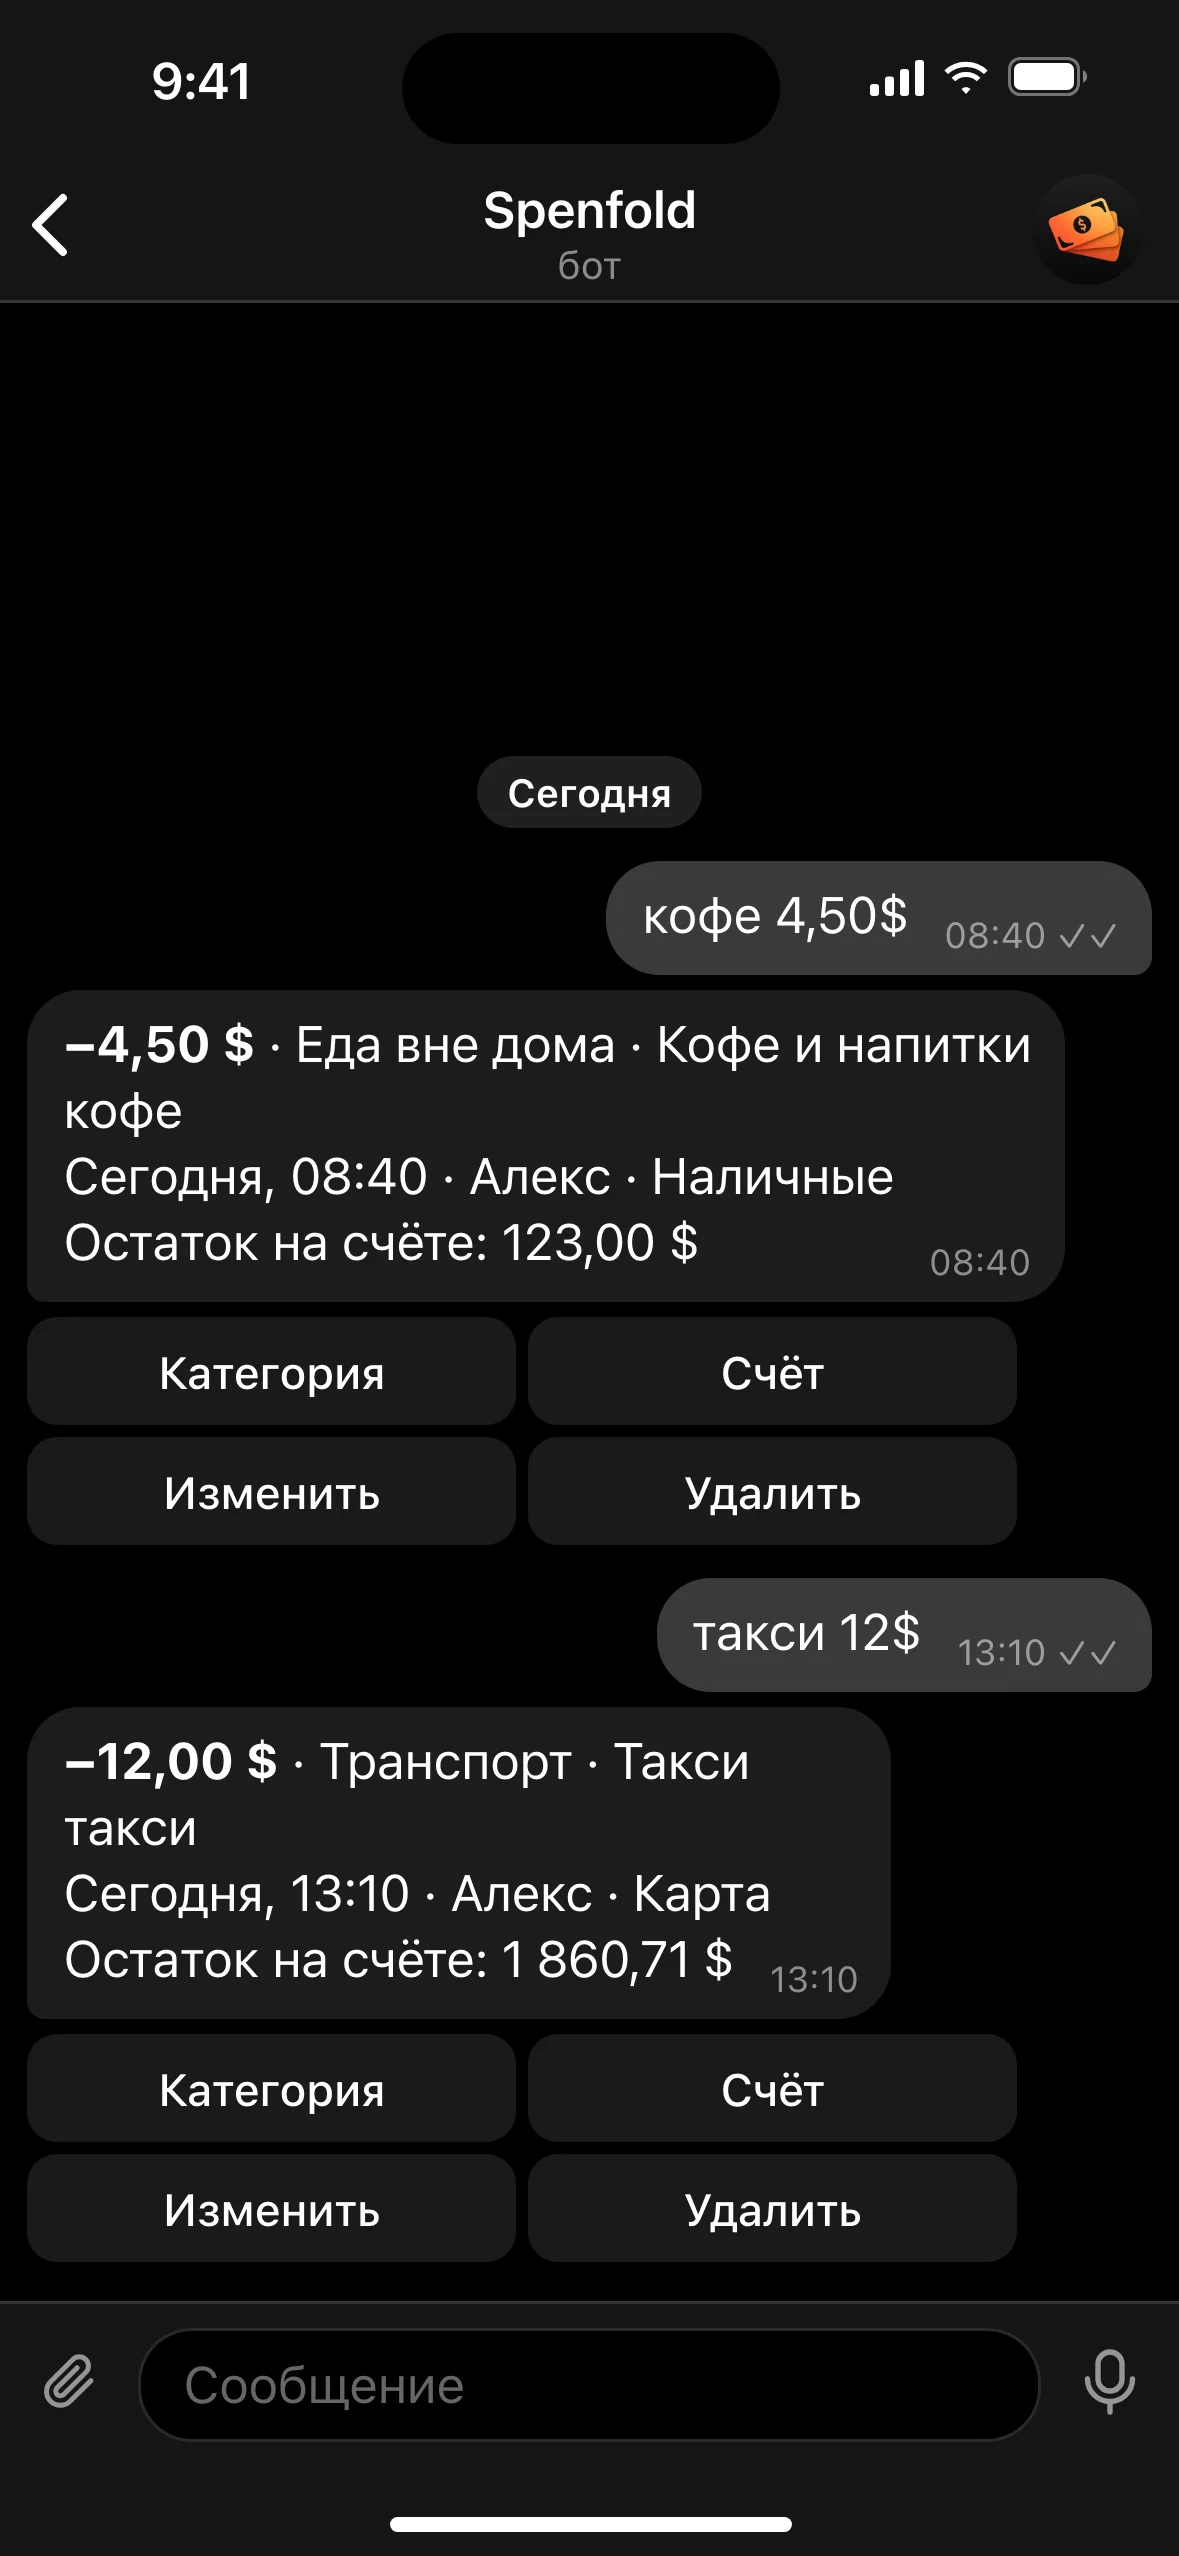 9:41
Spenfold
бот
Сегодня
кофе 4,50$ 08:40
−4,50 $ · Еда вне дома · Кофе и напитки
кофе
Сегодня, 08:40 · Алекс · Наличные
Остаток на счёте: 123,00 $
08:40
Категория
Счёт
Изменить
Удалить
такси 12$ 13:10
−12,00 $ · Транспорт · Такси
такси
Сегодня, 13:10 · Алекс · Карта
Остаток на счёте: 1 860,71 $
13:10
Категория
Счёт
Изменить
Удалить
Сообщение